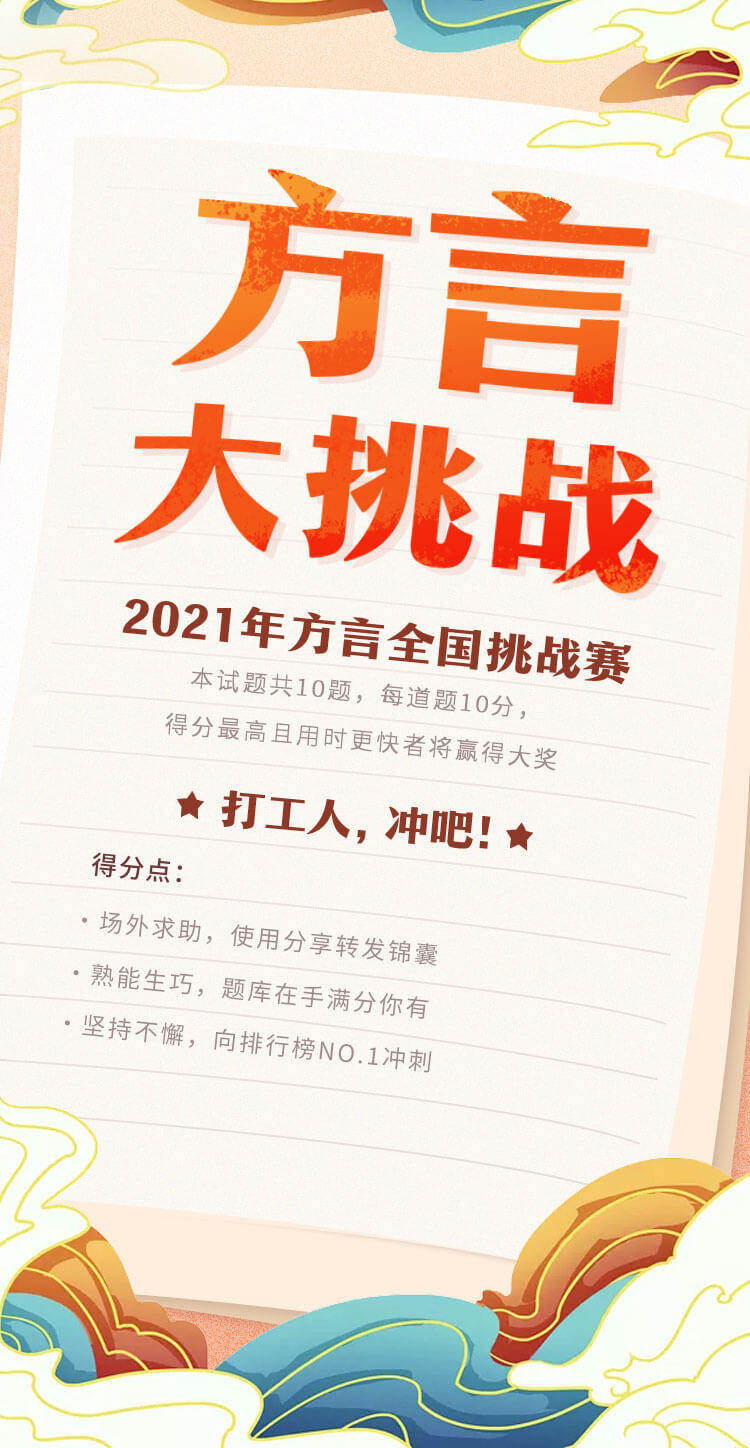 方言
大挑战
2021年方言全国挑战赛
本试题共10题，每道题10分，
得分最高且用时更快者将赢得大奖
★ 打工人，冲吧！ ★
得分点：
·场外求助，使用分享转发锦囊
·熟能生巧，题库在手满分你有
·坚持不懈，向排行榜NO.1冲刺